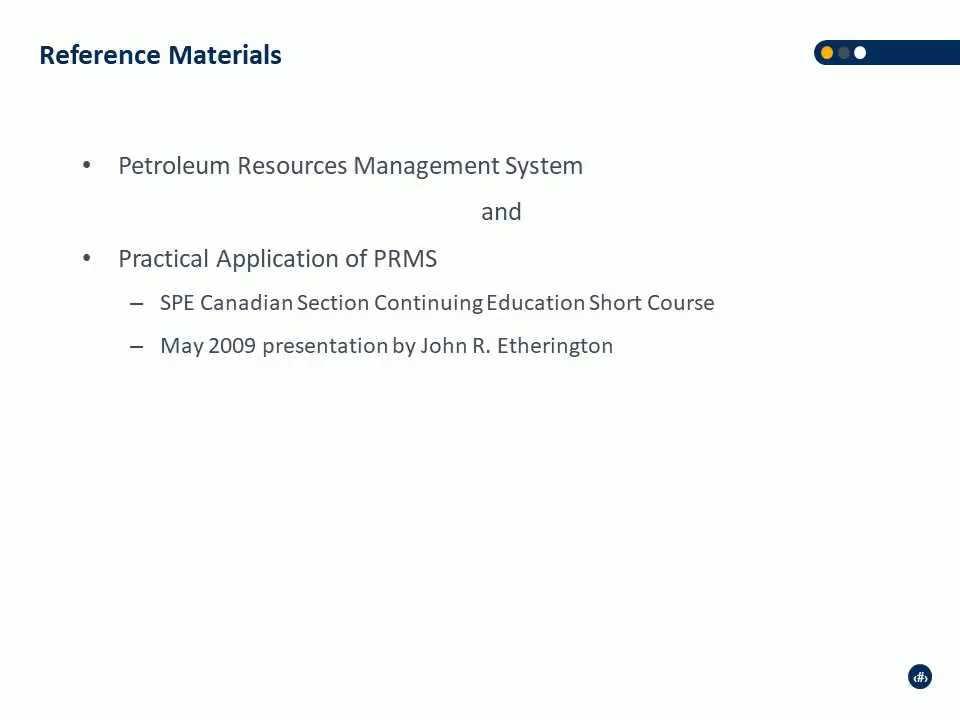 Reference Materials
• Petroleum Resources Management System
and
• Practical Application of PRMS
– SPE Canadian Section Continuing Education Short Course
– May 2009 presentation by John R. Etherington
‹#›